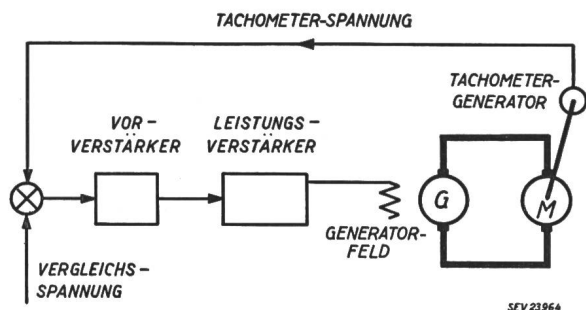 TACHOMETER-SPANNUNG
TACHOMETER-
GENERATOR
VOR-
VERSTÄRKER
LEISTUNGS-
VERSTÄRKER
G
M
GENERATOR-
FELD
VERGLEICHS-
SPANNUNG
SEV 23964